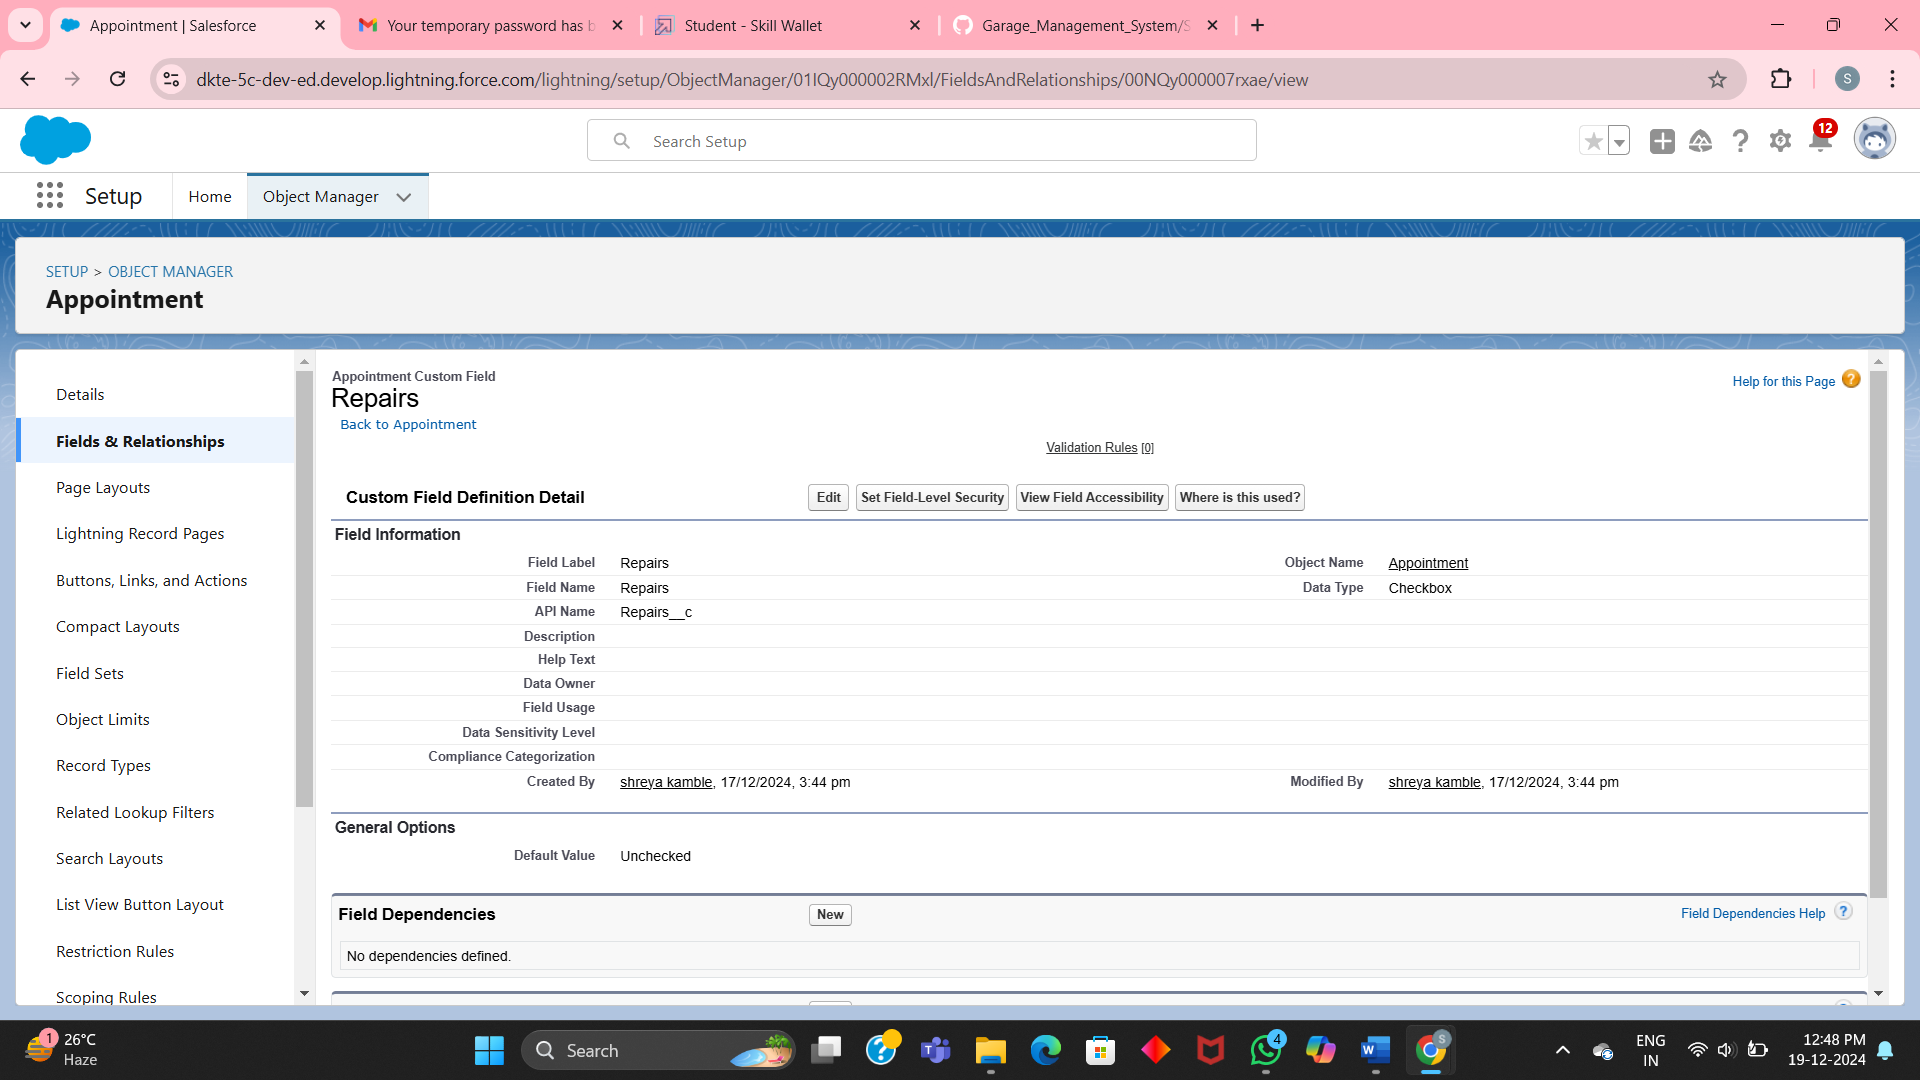 Appointment | Salesforce
Your temporary password has b
Student - Skill Wallet
Garage_Management_System/S
dkte-5c-dev-ed.develop.lightning.force.com/lightning/setup/ObjectManager/01IQy000002RMxl/FieldsAndRelationships/00NQy000007rxae/view
S
Search Setup
12
Setup
Home
Object Manager
SETUP > OBJECT MANAGER
Appointment
Details
Fields & Relationships
Page Layouts
Lightning Record Pages
Buttons, Links, and Actions
Compact Layouts
Field Sets
Object Limits
Record Types
Related Lookup Filters
Search Layouts
List View Button Layout
Restriction Rules
Scoping Rules
Appointment Custom Field
Repairs
Help for this Page
Back to Appointment
Validation Rules [0]
Custom Field Definition Detail
Edit
Set Field-Level Security
View Field Accessibility
Where is this used?
Field Information
Field Label Repairs Object Name Appointment
Field Name Repairs Data Type Checkbox
API Name Repairs__c
Description
Help Text
Data Owner
Field Usage
Data Sensitivity Level
Compliance Categorization
Created By shreya kamble, 17/12/2024, 3:44 pm Modified By shreya kamble, 17/12/2024, 3:44 pm
General Options
Default Value Unchecked
Field Dependencies
New
Field Dependencies Help
No dependencies defined.
1
26°C
Haze
Search
4
S
ENG
IN
12:48 PM
19-12-2024